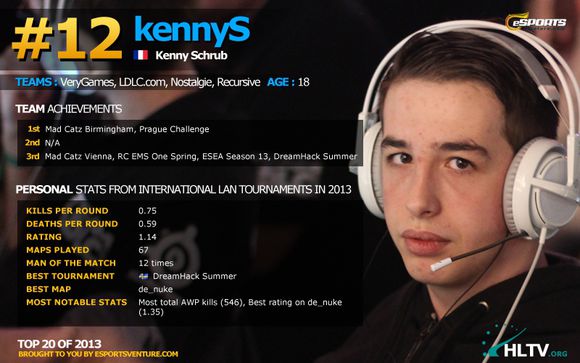 #12 kennyS
Kenny Schrub
eSPORTS
TEAMS : VeryGames, LDLC.com, Nostalgie, Recursive AGE : 18
TEAM ACHIEVEMENTS
1st Mad Catz Birmingham, Prague Challenge
2nd N/A
3rd Mad Catz Vienna, RC EMS One Spring, ESEA Season 13, DreamHack Summer
PERSONAL STATS FROM INTERNATIONAL LAN TOURNAMENTS IN 2013
KILLS PER ROUND 0.75
DEATHS PER ROUND 0.59
RATING 1.14
MAPS PLAYED 67
MAN OF THE MATCH 12 times
BEST TOURNAMENT DreamHack Summer
BEST MAP de_nuke
MOST NOTABLE STATS Most total AWP kills (546), Best rating on de_nuke
(1.35)
TOP 20 OF 2013
BROUGHT TO YOU BY ESPORTSVENTURE.COM
HLTV.ORG